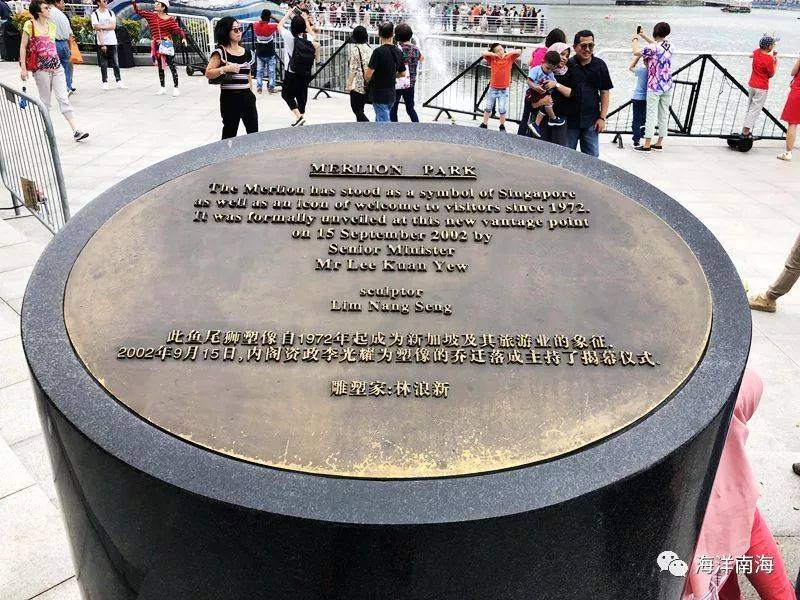 MERLION PARK
The Merlion has stood as a symbol of Singapore
as well as an icon of welcome to visitors since 1972.
It was formally unveiled at this new vantage point
on 15 September 2002 by
Senior Minister
Mr Lee Kuan Yew
sculptor
Lim Nang Seng
此鱼尾狮塑像自1972年起成为新加坡及其旅游业的象征.
2002年9月15日,内阁资政李光耀为塑像的乔迁落成主持了揭幕仪式.
雕塑家:林浪新
海洋南海